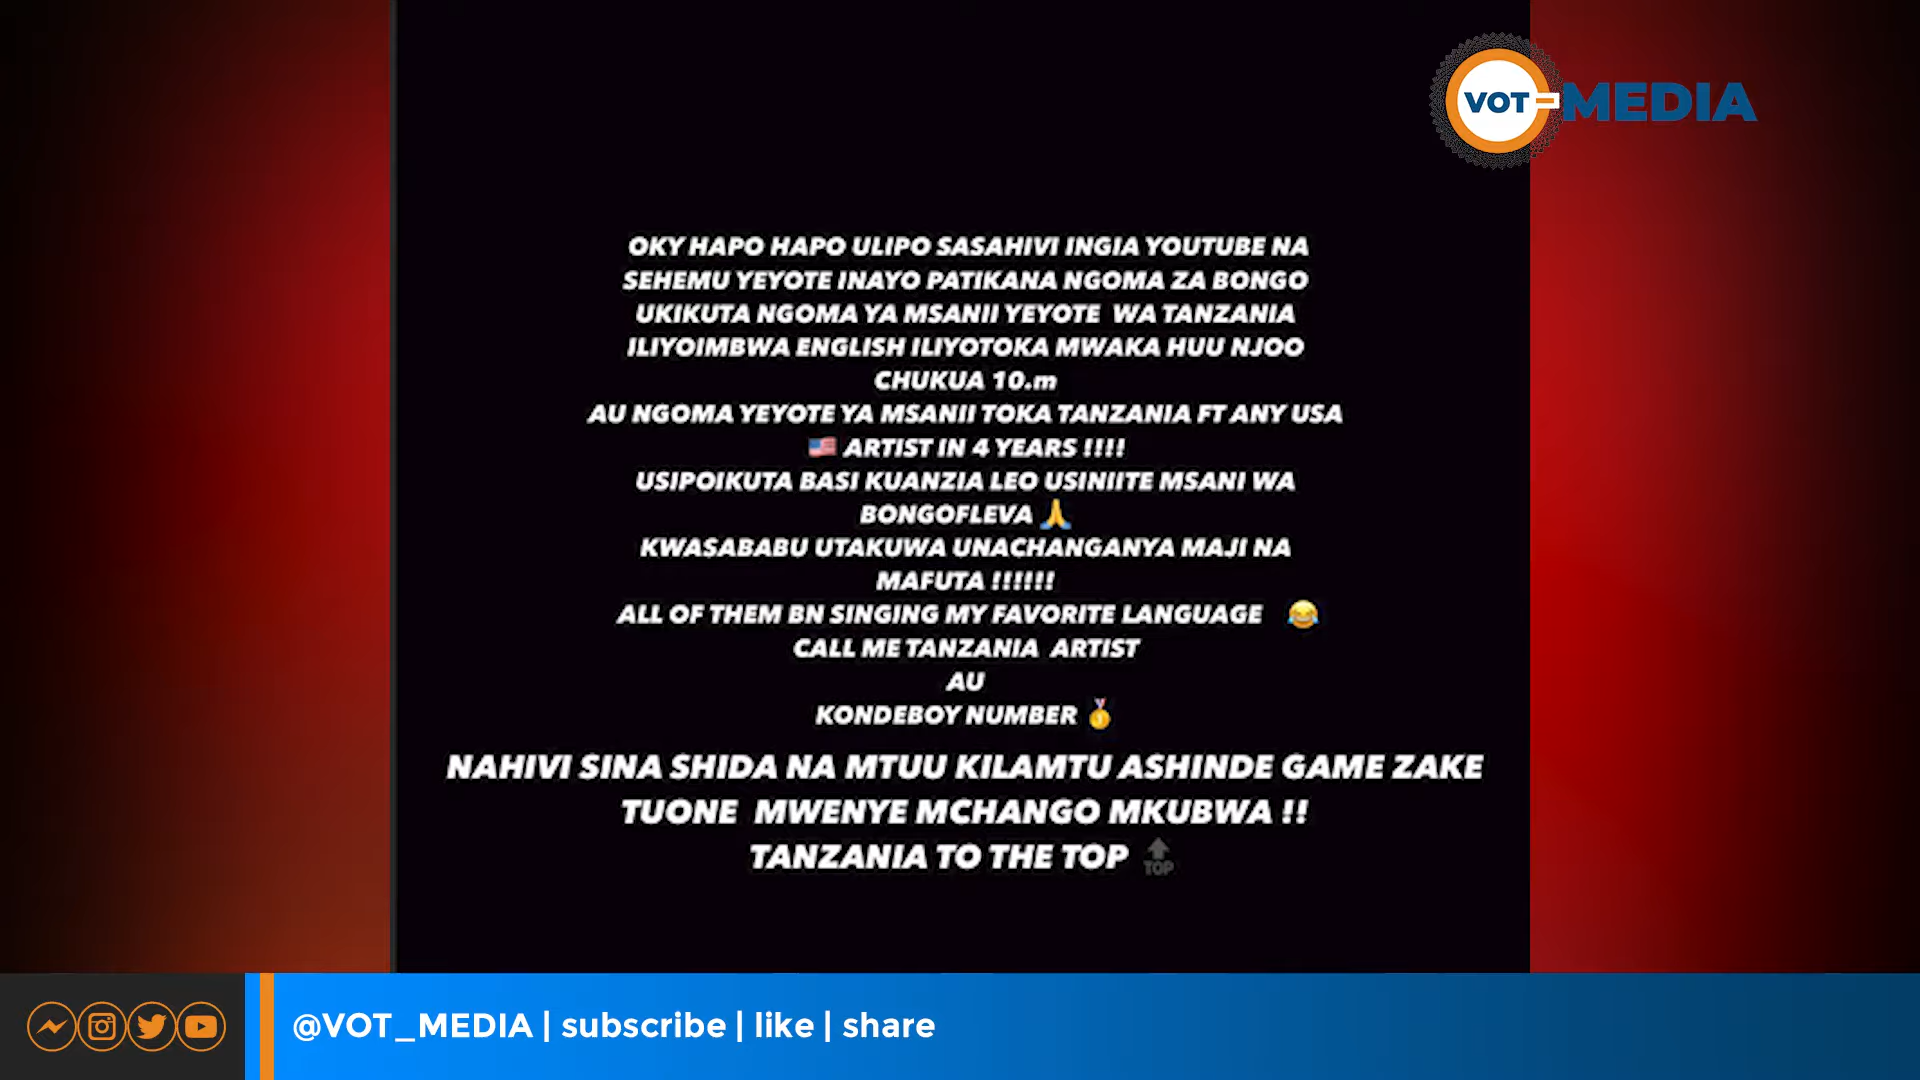 VOT-MEDIA
OKY HAPO HAPO ULIPO SASAHIVI INGIA YOUTUBE NA
SEHEMU YEYOTE INAYO PATIKANA NGOMA ZA BONGO
UKIKUTA NGOMA YA MSANII YEYOTE WA TANZANIA
ILIYOIMBWA ENGLISH ILIYOTOKA MWAKA HUU NJOO
CHUKUA 10.m
AU NGOMA YEYOTE YA MSANII TOKA TANZANIA FT ANY USA
🇺🇸 ARTIST IN 4 YEARS !!!!
USIPOIKUTA BASI KUANZIA LEO USINIITE MSANI WA
BONGOFLEVA 🙏
KWASABABU UTAKUWA UNACHANGANYA MAJI NA
MAFUTA !!!!!!
ALL OF THEM BN SINGING MY FAVORITE LANGUAGE 😂
CALL ME TANZANIA ARTIST
AU
KONDEBOY NUMBER 🥇
NAHIVI SINA SHIDA NA MTUU KILAMTU ASHINDE GAME ZAKE
TUONE MWENYE MCHANGO MKUBWA !!
TANZANIA TO THE TOP 🔝
@VOT_MEDIA | subscribe | like | share